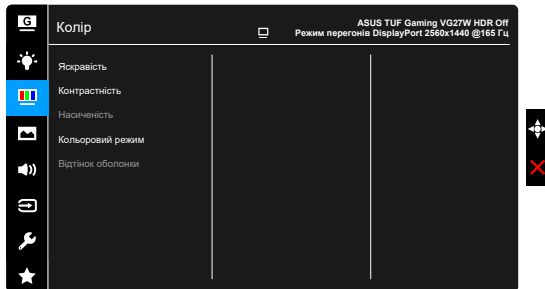 G
Колір
ASUS TUF Gaming VG27W HDR Off
Режим перегонів DisplayPort 2560x1440 @165 Гц
Яскравість
Контрастність
Насиченість
Кольоровий режим
Відтінок оболонки